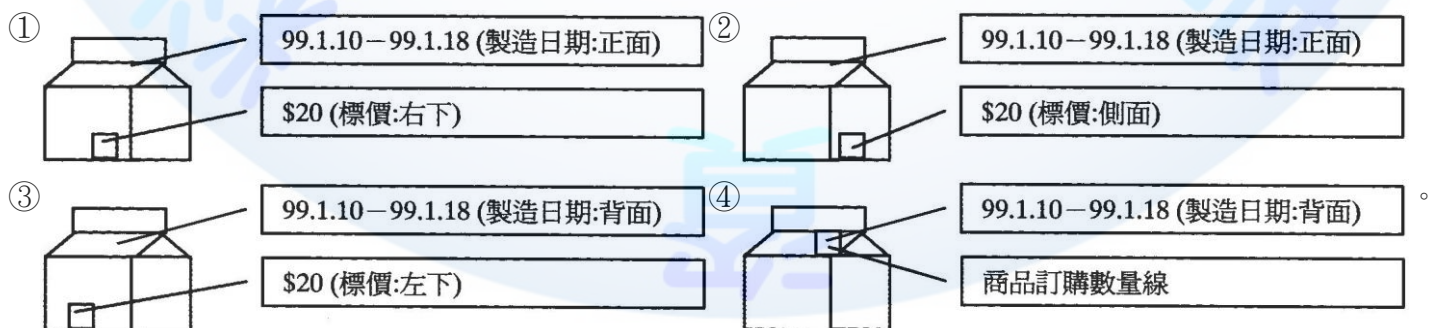 ①
99.1.10－99.1.18 (製造日期:正面)
$20 (標價:右下)
②
99.1.10－99.1.18 (製造日期:正面)
$20 (標價:側面)
③
99.1.10－99.1.18 (製造日期:背面)
$20 (標價:左下)
④
99.1.10－99.1.18 (製造日期:背面)
商品訂購數量線
。